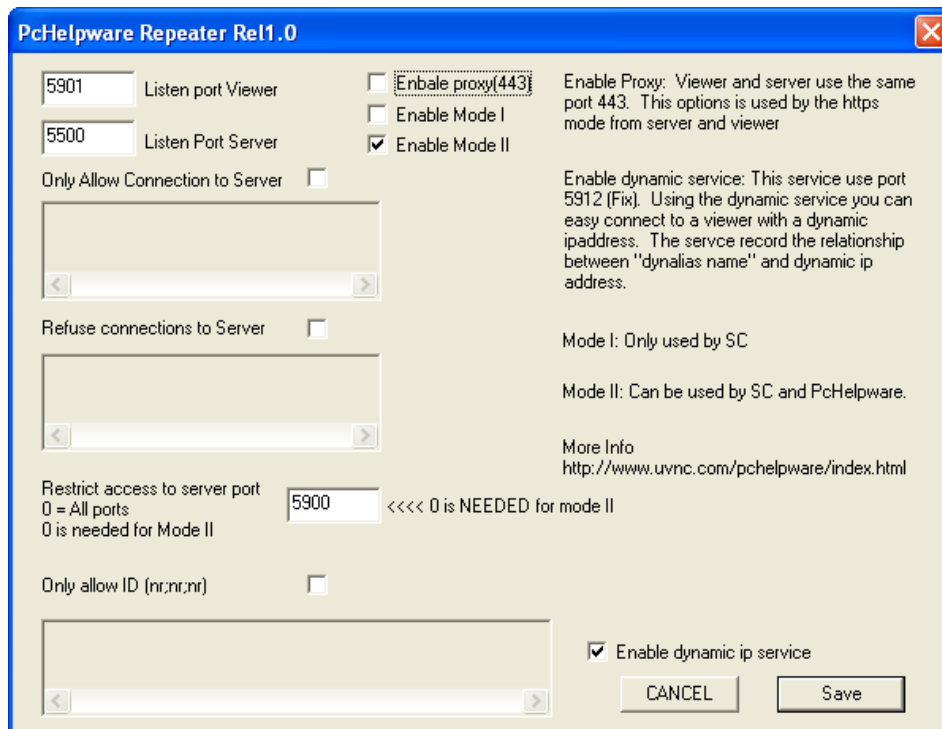 PcHelpware Repeater Rel1.0
5901 Listen port Viewer
5500 Listen Port Server
Enbale proxy(443)
Enable Mode I
Enable Mode II
Only Allow Connection to Server
Refuse connections to Server
Restrict access to server port
0 = All ports
0 is needed for Mode II
5900 <<<< 0 is NEEDED for mode II
Only allow ID (nr;nr;nr)
Enable Proxy: Viewer and server use the same
port 443. This options is used by the https
mode from server and viewer
Enable dynamic service: This service use port
5912 (Fix). Using the dynamic service you can
easy connect to a viewer with a dynamic
ipaddress. The servce record the relationship
between "dynalias name" and dynamic ip
address.
Mode I: Only used by SC
Mode II: Can be used by SC and PcHelpware.
More Info
http://www.uvnc.com/pchelpware/index.html
Enable dynamic ip service
CANCEL Save